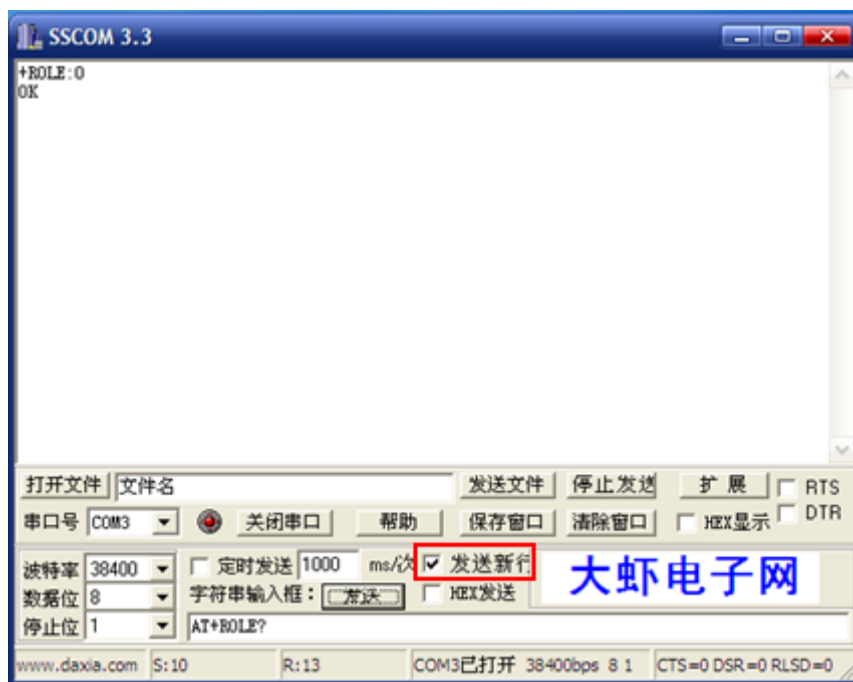 SSCOM 3.3
+ROLE:0
OK
打开文件 文件名 发送文件 停止发送 扩展 RTS
串口号 COM3 关闭串口 帮助 保存窗口 清除窗口 HEX显示 DTR
波特率 38400 定时发送 1000 ms/次 发送新行 大虾电子网
数据位 8 字符串输入框： 发送 HEX发送
停止位 1 AT+ROLE?
www.daxia.com S:10 R:13 COM3已打开 38400bps 8 1 CTS=0 DSR=0 RLSD=0